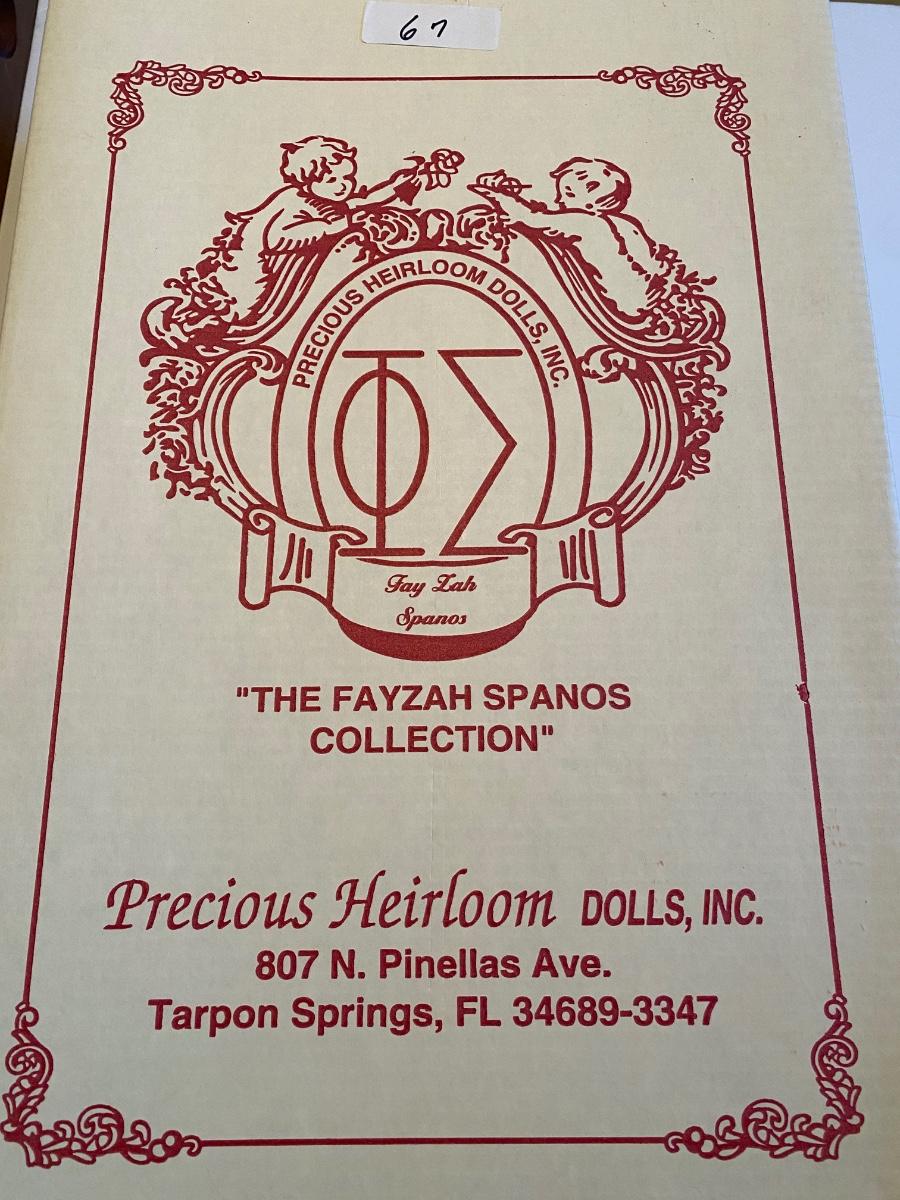 67
PRECIOUS HEIRLOOM DOLLS, INC.
ΦΣ
Fay Zah
Spanos
"THE FAYZAH SPANOS
COLLECTION"
Precious Heirloom DOLLS, INC.
807 N. Pinellas Ave.
Tarpon Springs, FL 34689-3347